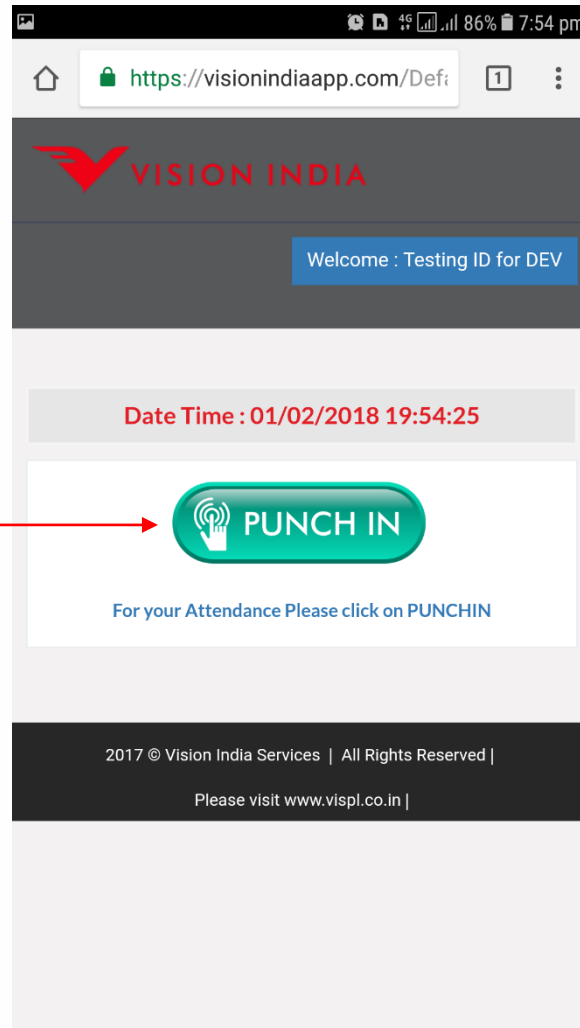 4G 86% 7:54 pm
https://visionindiaapp.com/Defa 1
VISION INDIA
Welcome : Testing ID for DEV
Date Time : 01/02/2018 19:54:25
PUNCH IN
For your Attendance Please click on PUNCHIN
2017 © Vision India Services | All Rights Reserved |
Please visit www.vispl.co.in |